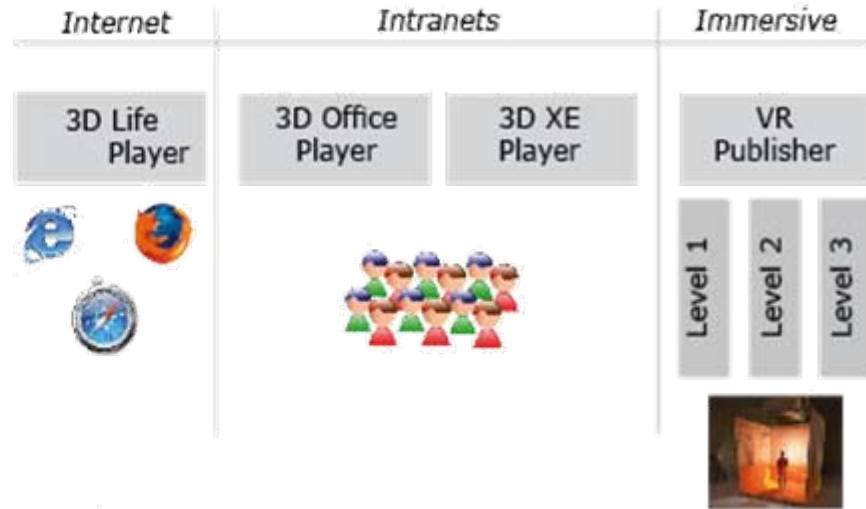 Internet
Intranets
Immersive
3D Life
Player
3D Office
Player
3D XE
Player
VR
Publisher
Level 1
Level 2
Level 3